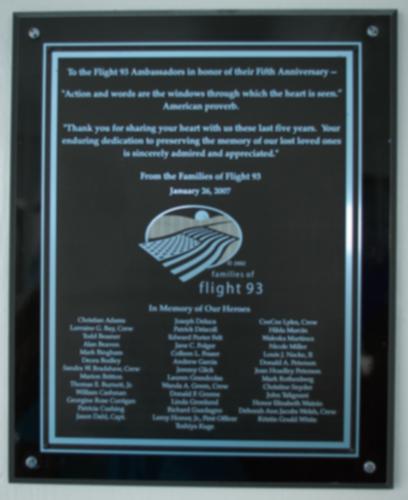 To the Flight 93 Ambassadors in honor of their Fifth Anniversary --
"Action and words are the windows through which the heart is seen."
American proverb.
"Thank you for sharing your heart with us these last five years. Your
enduring dedication to preserving the memory of our lost loved ones
is sincerely admired and appreciated."
From the Families of Flight 93
January 26, 2007
© 2002
families of
flight 93
In Memory of Our Heroes
Christian Adams
Lorraine G. Bay, Crew
Todd Beamer
Alan Beaven
Mark Bingham
Deora Bodley
Sandra W. Bradshaw, Crew
Marion Britton
Thomas E. Burnett, Jr.
William Cashman
Georgine Rose Corrigan
Patricia Cushing
Jason Dahl, Capt.
Joseph Deluca
Patrick Driscoll
Edward Porter Felt
Jane C. Folger
Colleen L. Fraser
Andrew Garcia
Jeremy Glick
Lauren Grandcolas
Wanda A. Green, Crew
Donald F. Greene
Linda Gronlund
Richard Guadagno
Leroy Homer, Jr., First Officer
Toshiya Kuge
CeeCee Lyles, Crew
Hilda Marcin
Waleska Martinez
Nicole Miller
Louis J. Nacke, II
Donald A. Peterson
Jean Hoadley Peterson
Mark Rothenberg
Christine Snyder
John Talignani
Honor Elizabeth Wainio
Deborah Ann Jacobs Welsh, Crew
Kristin Gould White